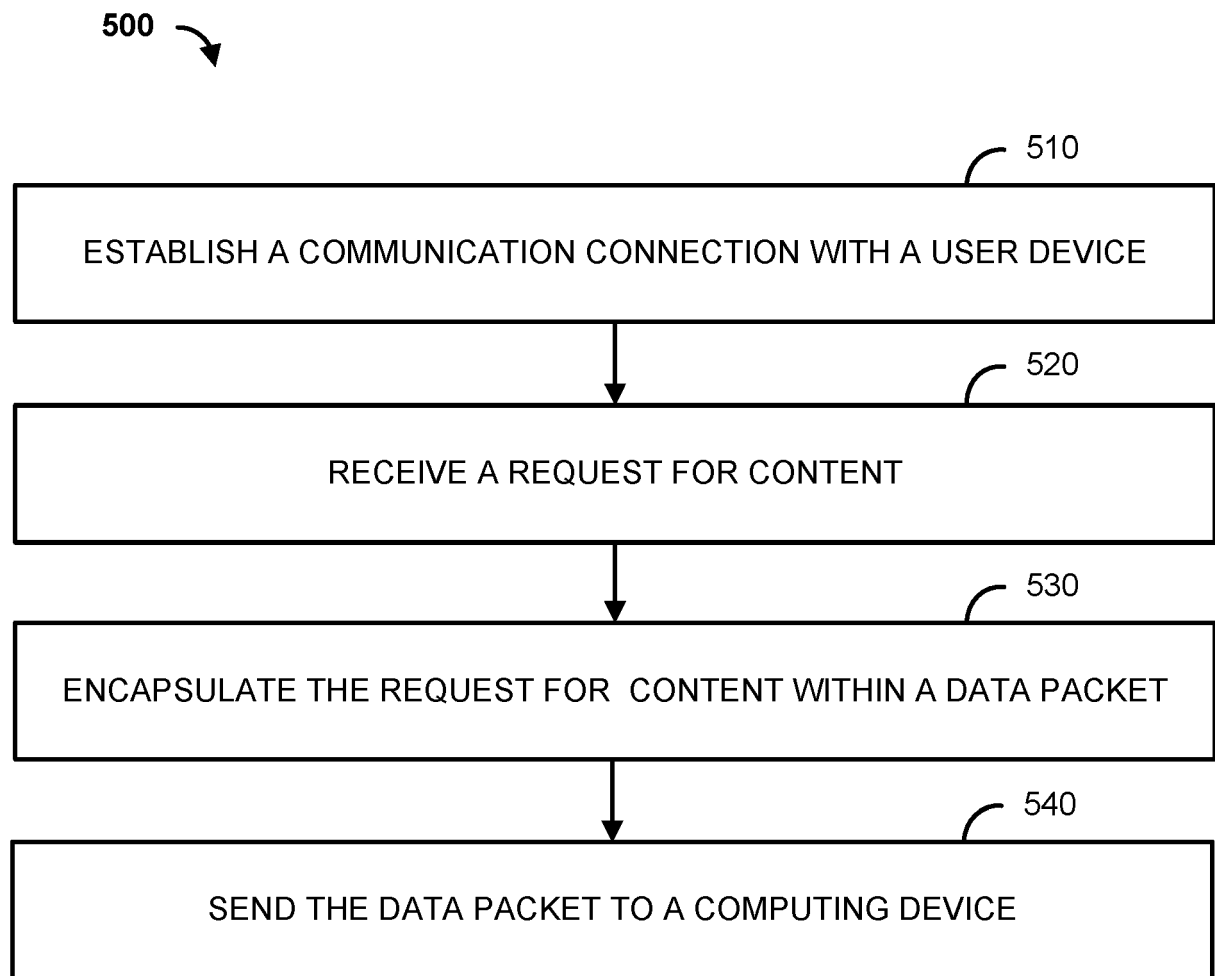 500
510
ESTABLISH A COMMUNICATION CONNECTION WITH A USER DEVICE
520
RECEIVE A REQUEST FOR CONTENT
530
ENCAPSULATE THE REQUEST FOR CONTENT WITHIN A DATA PACKET
540
SEND THE DATA PACKET TO A COMPUTING DEVICE